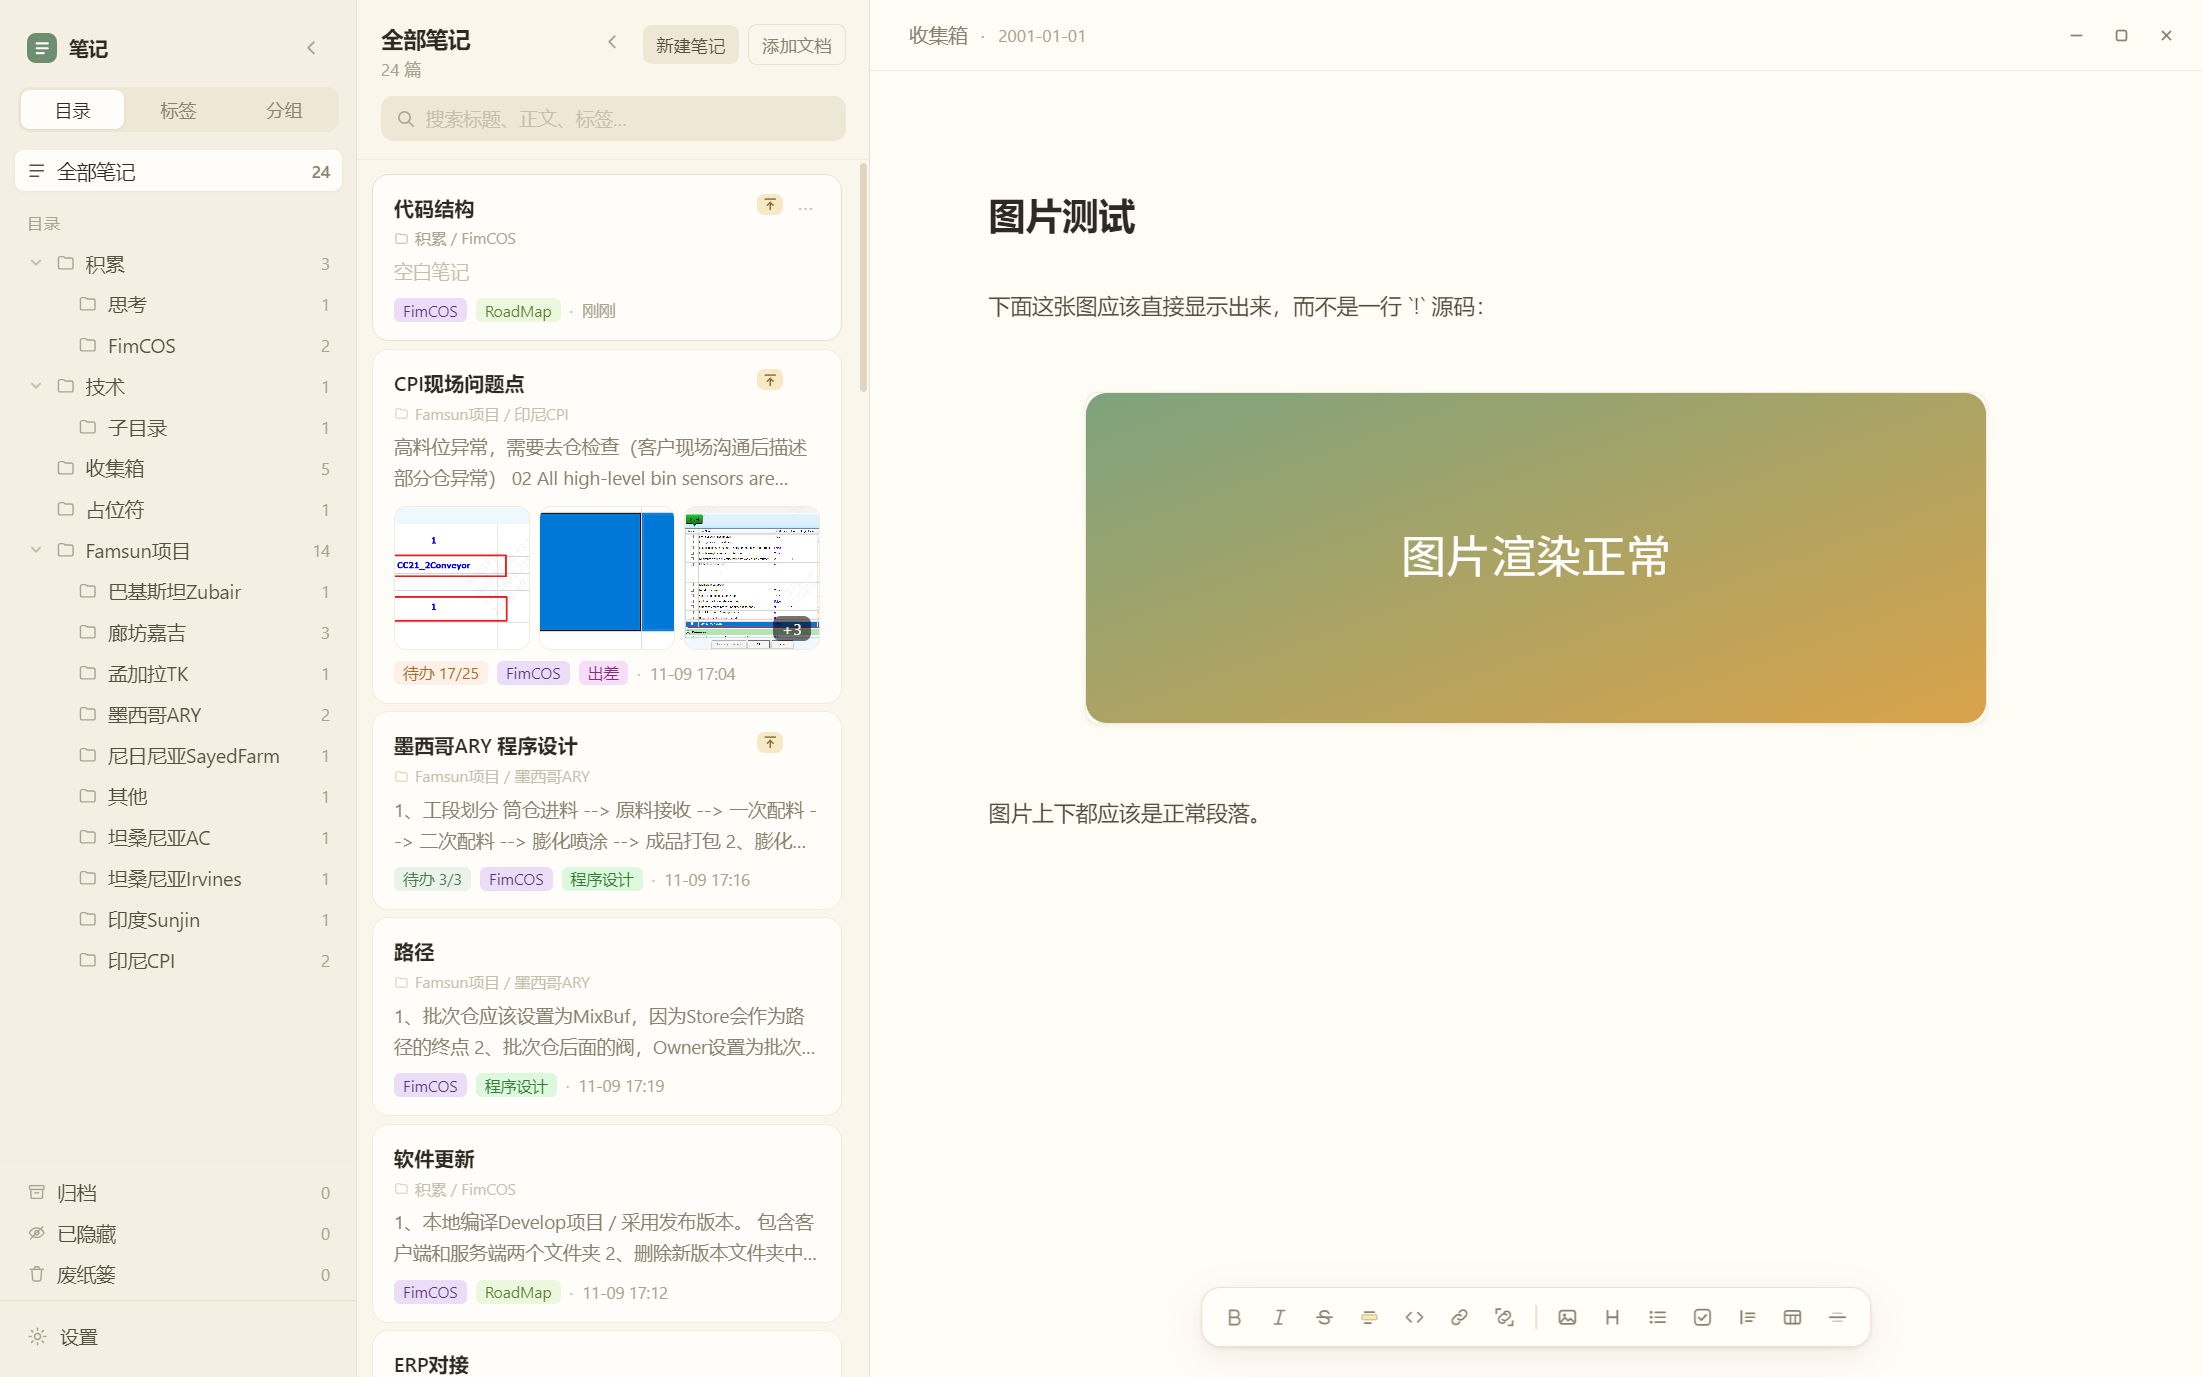 笔记
目录
标签
分组
全部笔记 24
目录
积累 3
思考 1
FimCOS 2
技术 1
子目录 1
收集箱 5
占位符 1
Famsun项目 14
巴基斯坦Zubair 1
廊坊嘉吉 3
孟加拉TK 1
墨西哥ARY 2
尼日尼亚SayedFarm 1
其他 1
坦桑尼亚AC 1
坦桑尼亚Irvines 1
印度Sunjin 1
印尼CPI 2
归档 0
已隐藏 0
废纸篓 0
设置
全部笔记
24 篇
新建笔记
添加文档
搜索标题、正文、标签...
代码结构
积累 / FimCOS
空白笔记
FimCOS RoadMap · 刚刚
CPI现场问题点
Famsun项目 / 印尼CPI
高料位异常，需要去仓检查（客户现场沟通后描述
部分仓异常） 02 All high-level bin sensors are...
1
CC21_2Conveyor
1
+3
待办 17/25 FimCOS 出差 · 11-09 17:04
墨西哥ARY 程序设计
Famsun项目 / 墨西哥ARY
1、工段划分 筒仓进料 --> 原料接收 --> 一次配料 -
-> 二次配料 --> 膨化喷涂 --> 成品打包 2、膨化...
待办 3/3 FimCOS 程序设计 · 11-09 17:16
路径
Famsun项目 / 墨西哥ARY
1、批次仓应该设置为MixBuf，因为Store会作为路
径的终点 2、批次仓后面的阀，Owner设置为批次...
FimCOS 程序设计 · 11-09 17:19
软件更新
积累 / FimCOS
1、本地编译Develop项目 / 采用发布版本。 包含客
户端和服务端两个文件夹 2、删除新版本文件夹中...
FimCOS RoadMap · 11-09 17:12
ERP对接
收集箱 · 2001-01-01
图片测试
下面这张图应该直接显示出来，而不是一行 `!` 源码：
图片渲染正常
图片上下都应该是正常段落。